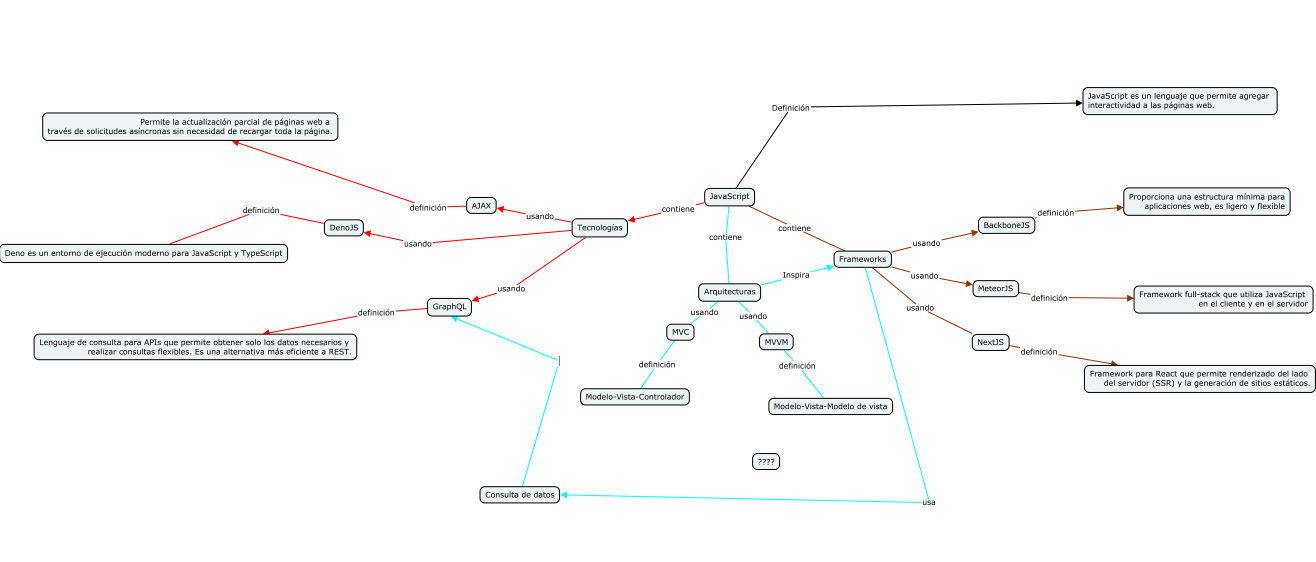 JavaScript es un lenguaje que permite agregar
interactividad a las páginas web.
Definición
Permite la actualización parcial de páginas web a
través de solicitudes asíncronas sin necesidad de recargar toda la página.
JavaScript
Proporciona una estructura mínima para
aplicaciones web, es ligero y flexible
AJAX
definición
contiene
definición
definición
usando
BackboneJS
DenoJS
Tecnologías
contiene
contiene
usando
usando
Deno es un entorno de ejecución moderno para JavaScript y TypeScript
Frameworks
Inspira
usando
usando
MeteorJS
Arquitecturas
definición
Framework full-stack que utiliza JavaScript
en el cliente y en el servidor
GraphQL
definición
usando
usando
usando
MVC
MVVM
NextJS
Lenguaje de consulta para APIs que permite obtener solo los datos necesarios y
realizar consultas flexibles. Es una alternativa más eficiente a REST.
definición
definición
definición
Framework para React que permite renderizado del lado
del servidor (SSR) y la generación de sitios estáticos.
Modelo-Vista-Controlador
Modelo-Vista-Modelo de vista
????
Consulta de datos
usa